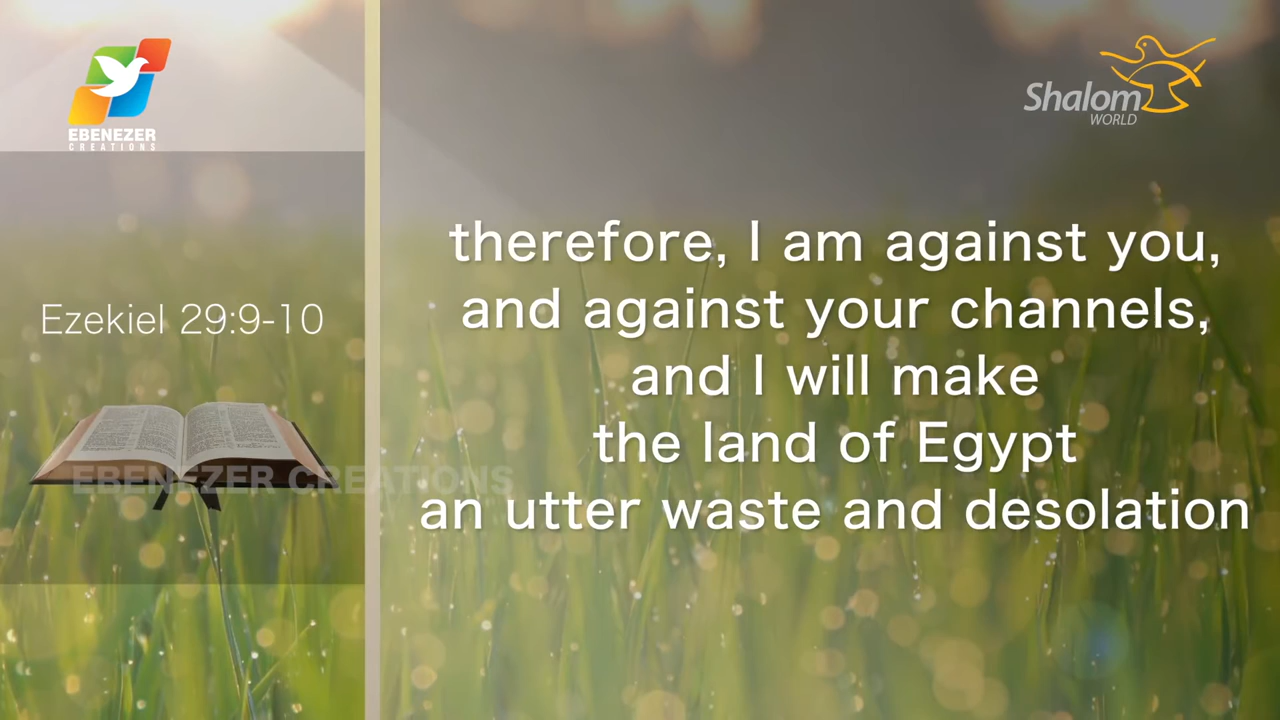 EBENEZER
CREATIONS
Shalom
WORLD
Ezekiel 29:9-10
therefore, I am against you,
and against your channels,
and I will make
the land of Egypt
an utter waste and desolation
EBENEZER CREATIONS